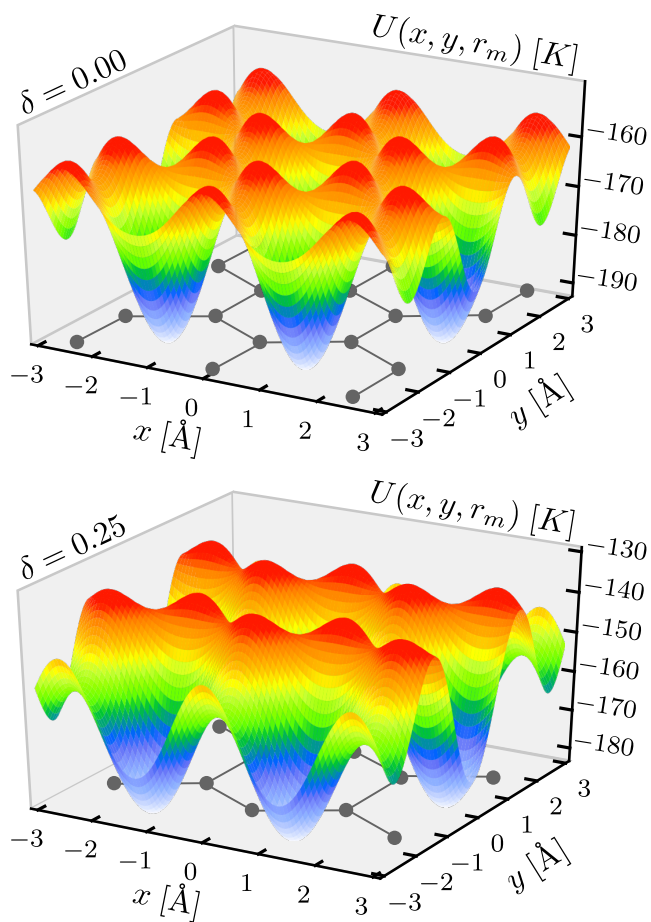 U(x, y, r_m) [K]
δ = 0.00
−160
−170
−180
−190
−3 −2 −1 0 1 2 3
x [Å]
−3 −2 −1 0 1 2 3
y [Å]
U(x, y, r_m) [K]
δ = 0.25
−130
−140
−150
−160
−170
−180
−3 −2 −1 0 1 2 3
x [Å]
−3 −2 −1 0 1 2 3
y [Å]